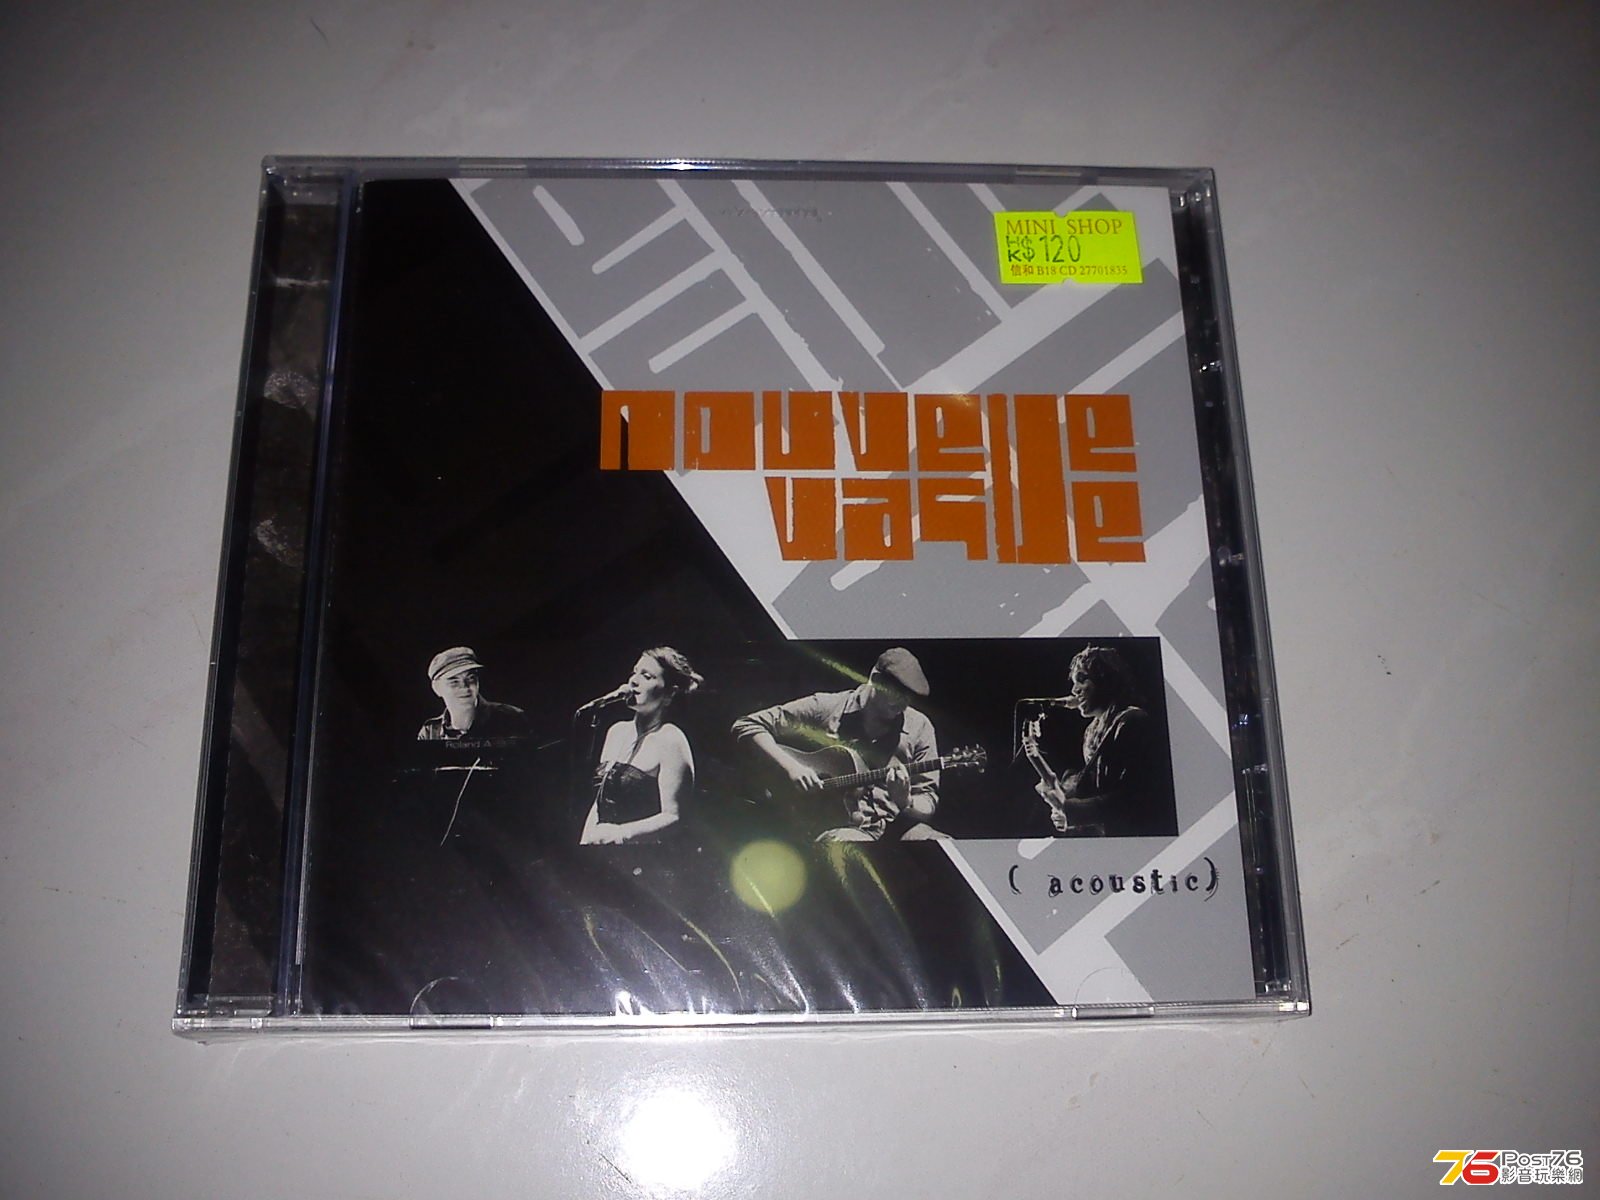 MINI SHOP
HK$120
信和 B18 CD 27701835
nouvelle
vague
Roland A
( acoustic)
76 Post76
影音玩樂網